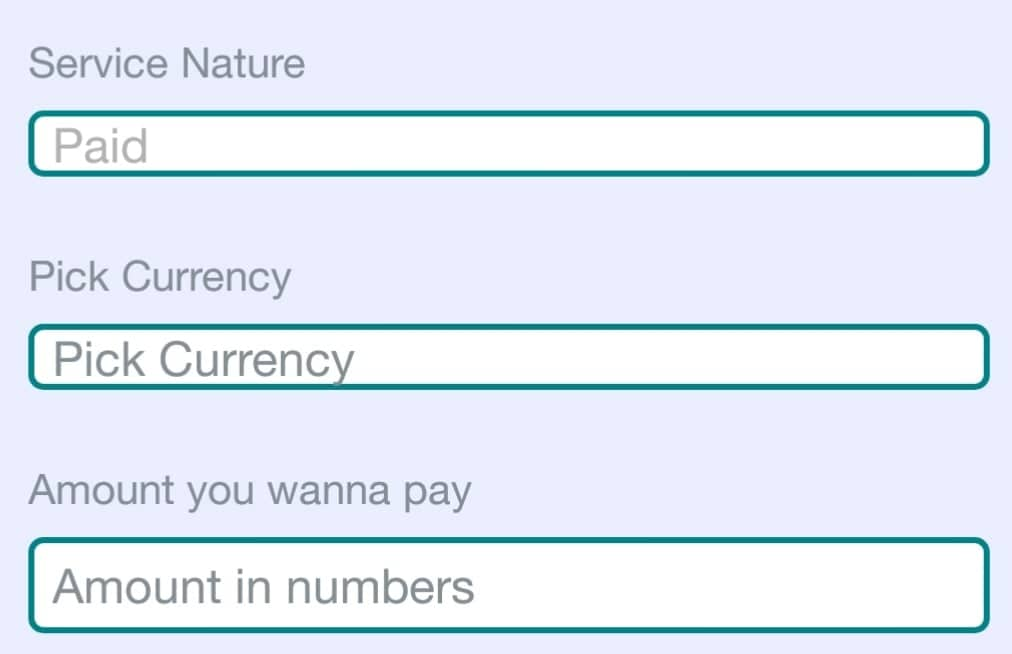 Service Nature
Paid
Pick Currency
Pick Currency
Amount you wanna pay
Amount in numbers